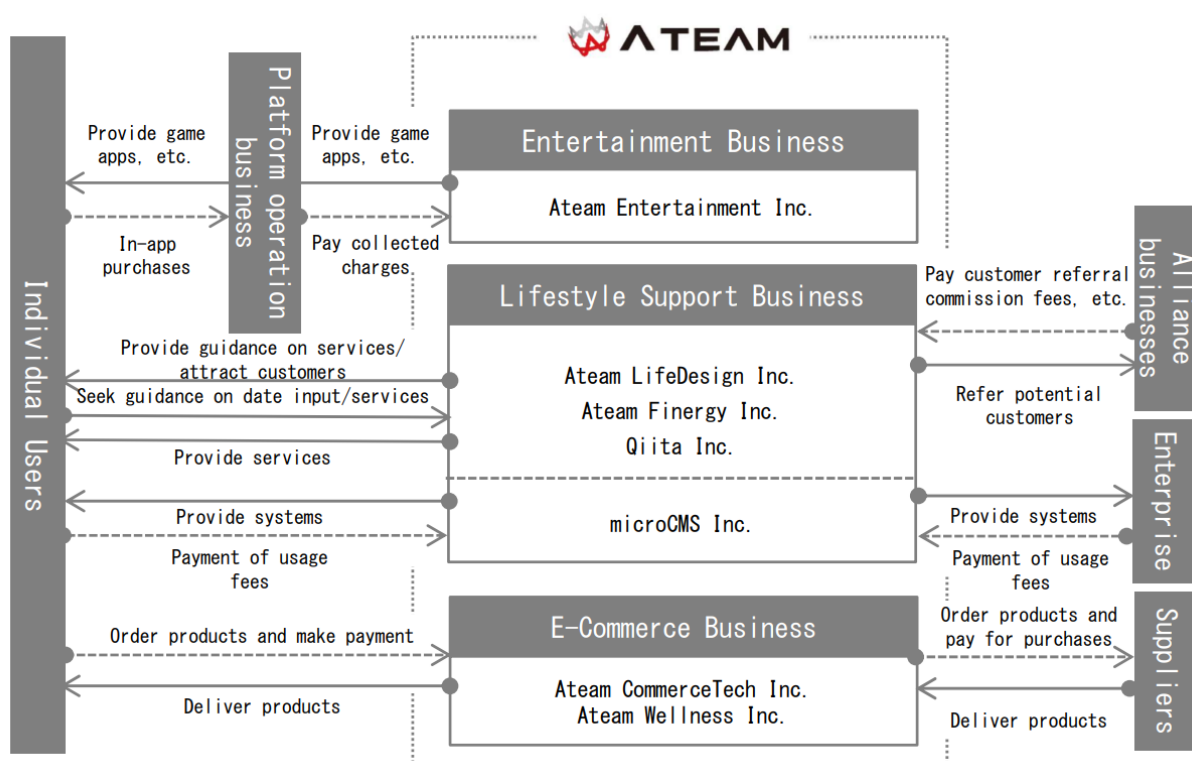 ATEAM
Individual Users
Platform operation
business
Provide game
apps, etc.
Provide game
apps, etc.
In-app
purchases
Pay collected
charges
Entertainment Business
Ateam Entertainment Inc.
Lifestyle Support Business
Ateam LifeDesign Inc.
Ateam Finergy Inc.
Qiita Inc.
microCMS Inc.
Provide guidance on services/
attract customers
Seek guidance on date input/services
Provide services
Provide systems
Payment of usage
fees
Pay customer referral
commission fees, etc.
Refer potential
customers
Alliance
businesses
Provide systems
Payment of usage
fees
Enterprise
E-Commerce Business
Ateam CommerceTech Inc.
Ateam Wellness Inc.
Order products and make payment
Deliver products
Order products and
pay for purchases
Deliver products
Suppliers